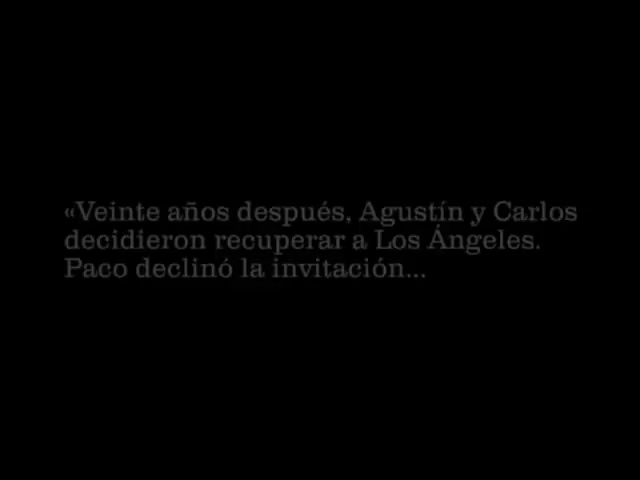 «Veinte años después, Agustín y Carlos
decidieron recuperar a Los Ángeles.
Paco declinó la invitación...